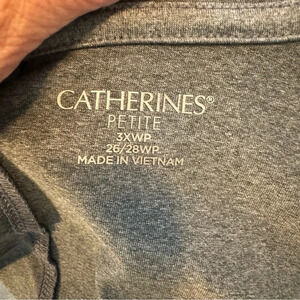 CATHERINES®
PETITE
3XWP
26/28WP
MADE IN VIETNAM